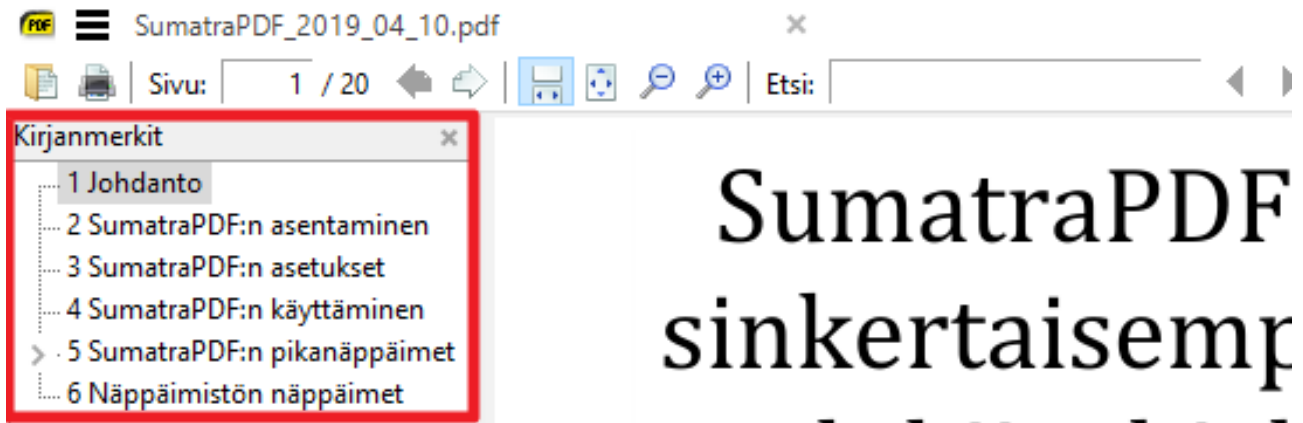 PDF SumatraPDF_2019_04_10.pdf
Sivu: 1 / 20 Etsi:
Kirjanmerkit
1 Johdanto
2 SumatraPDF:n asentaminen
3 SumatraPDF:n asetukset
4 SumatraPDF:n käyttäminen
5 SumatraPDF:n pikanäppäimet
6 Näppäimistön näppäimet
SumatraPDF
sinkertaisemp